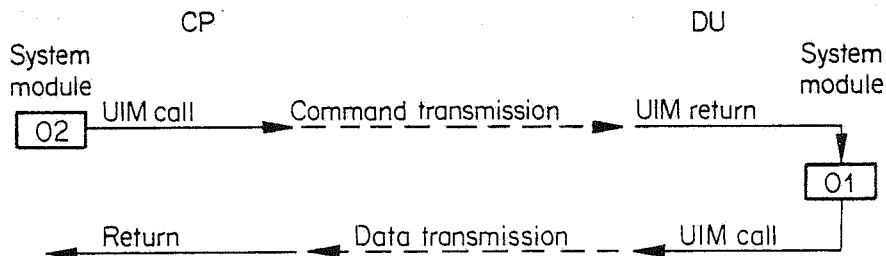 CP
DU
System
module
System
module
02
UIM call
Command transmission
UIM return
01
Return
Data transmission
UIM call